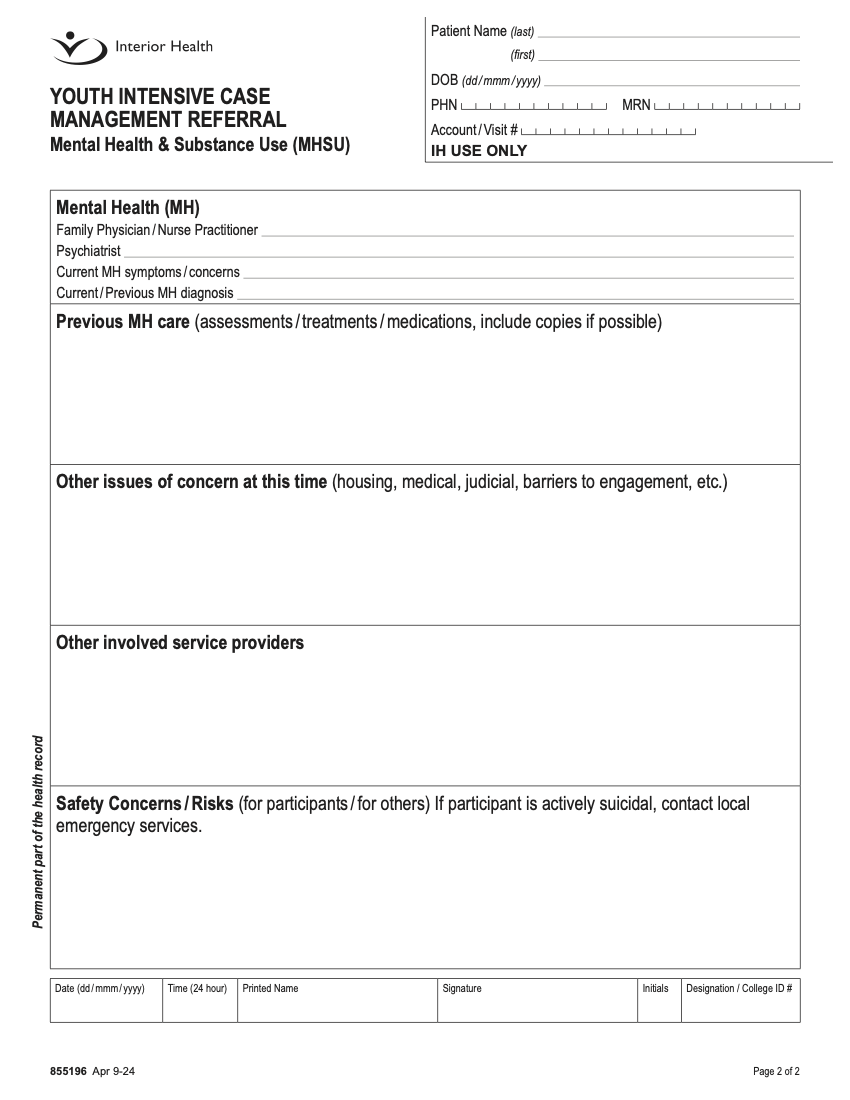 Interior Health
YOUTH INTENSIVE CASE
MANAGEMENT REFERRAL
Mental Health & Substance Use (MHSU)
Patient Name (last)
(first)
DOB (dd / mmm / yyyy)
PHN MRN
Account / Visit #
IH USE ONLY
Mental Health (MH)
Family Physician / Nurse Practitioner
Psychiatrist
Current MH symptoms / concerns
Current / Previous MH diagnosis
Previous MH care (assessments / treatments / medications, include copies if possible)
Other issues of concern at this time (housing, medical, judicial, barriers to engagement, etc.)
Other involved service providers
Safety Concerns / Risks (for participants / for others) If participant is actively suicidal, contact local
emergency services.
Permanent part of the health record
Date (dd / mmm / yyyy) Time (24 hour) Printed Name Signature Initials Designation / College ID #
855196 Apr 9-24 Page 2 of 2